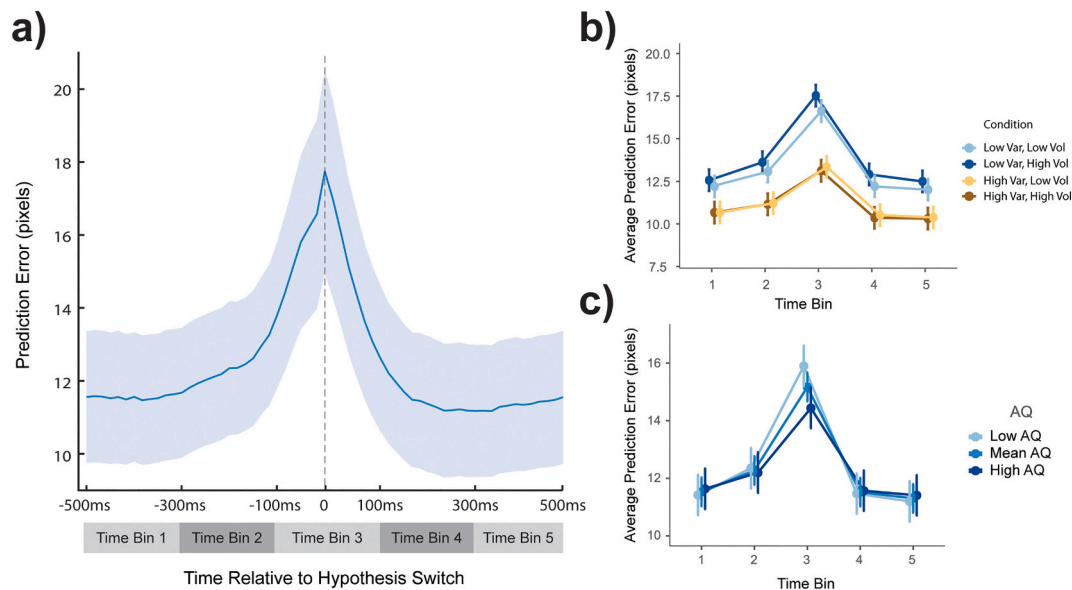 a)
Prediction Error (pixels)
20
18
16
14
12
10
-500ms -300ms -100ms 0 100ms 300ms 500ms
Time Bin 1 Time Bin 2 Time Bin 3 Time Bin 4 Time Bin 5
Time Relative to Hypothesis Switch
b)
Average Prediction Error (pixels)
20.0
17.5
15.0
12.5
10.0
7.5
1 2 3 4 5
Time Bin
Condition
Low Var, Low Vol
Low Var, High Vol
High Var, Low Vol
High Var, High Vol
c)
Average Prediction Error (pixels)
16
14
12
10
1 2 3 4 5
Time Bin
AQ
Low AQ
Mean AQ
High AQ